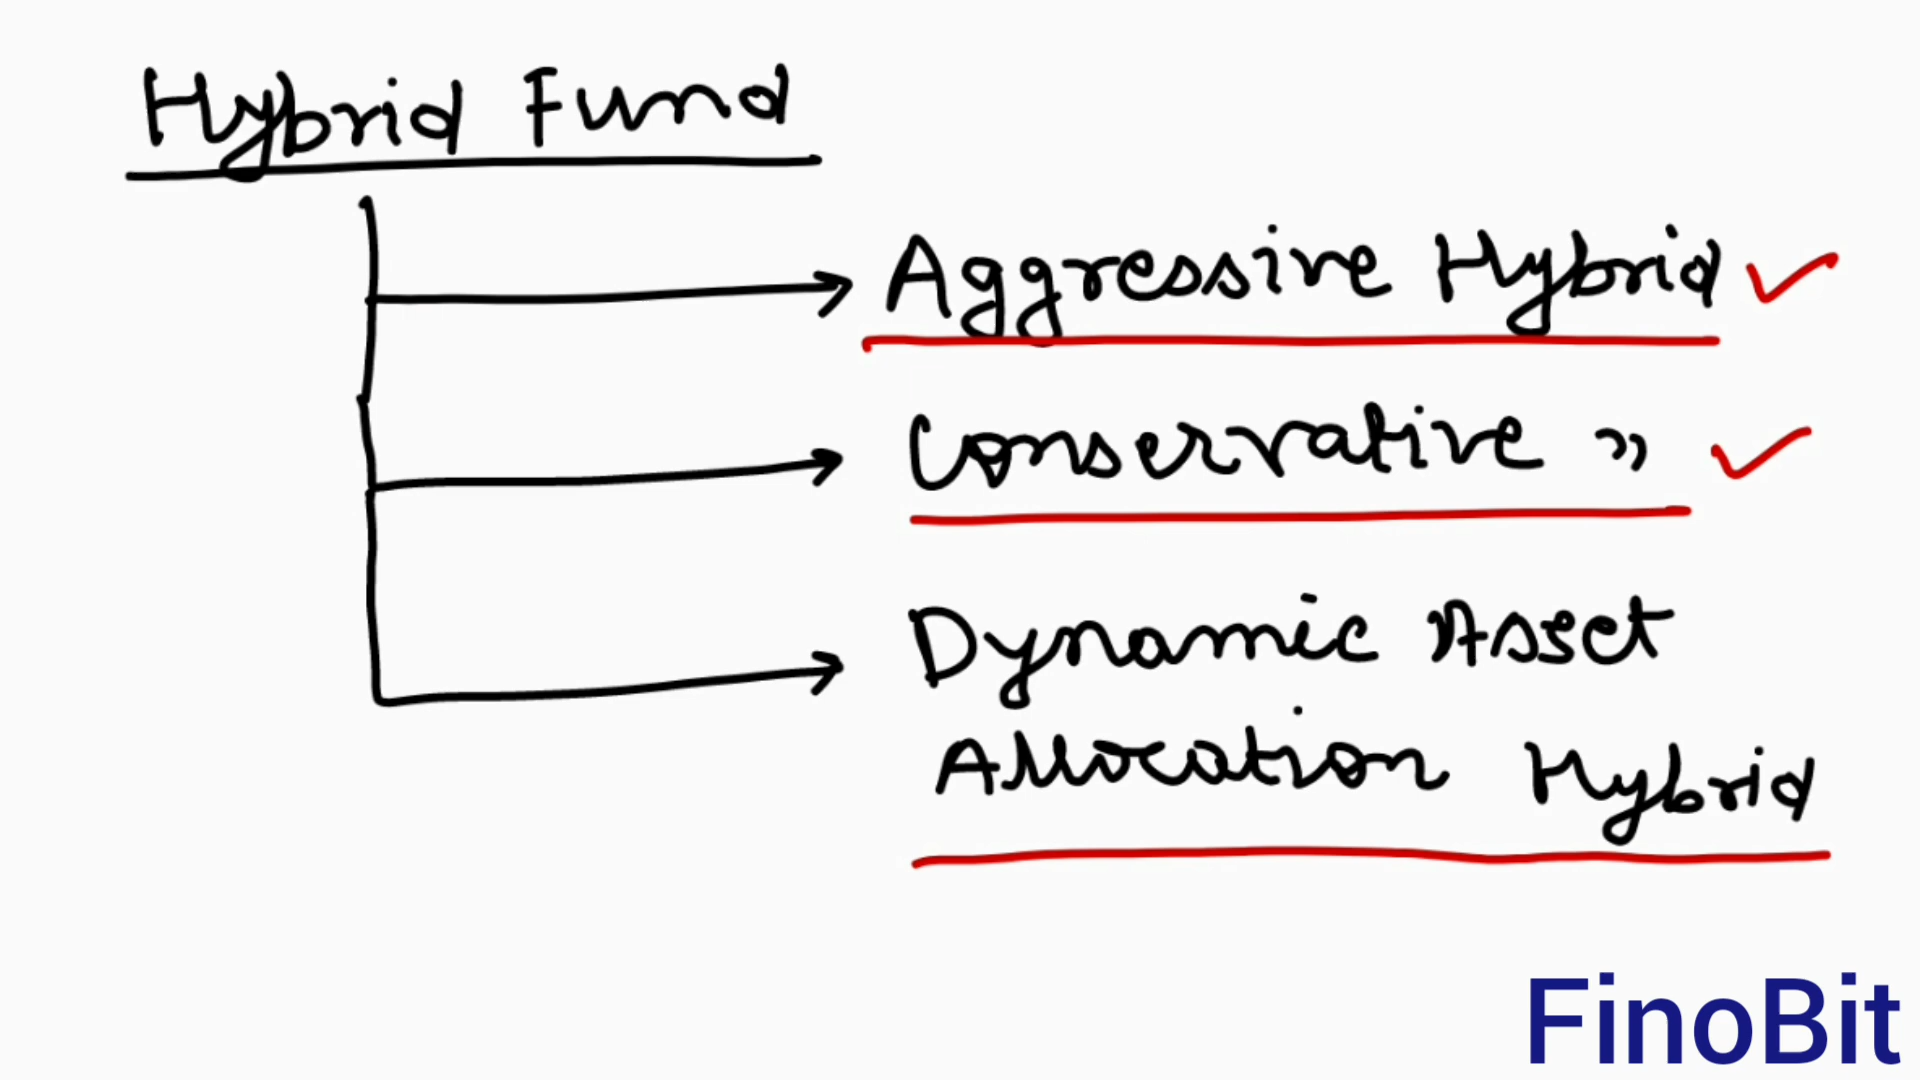 Hybrid Fund
Aggressive Hybrid
Conservative "
Dynamic Asset
Allocation Hybrid
FinoBit